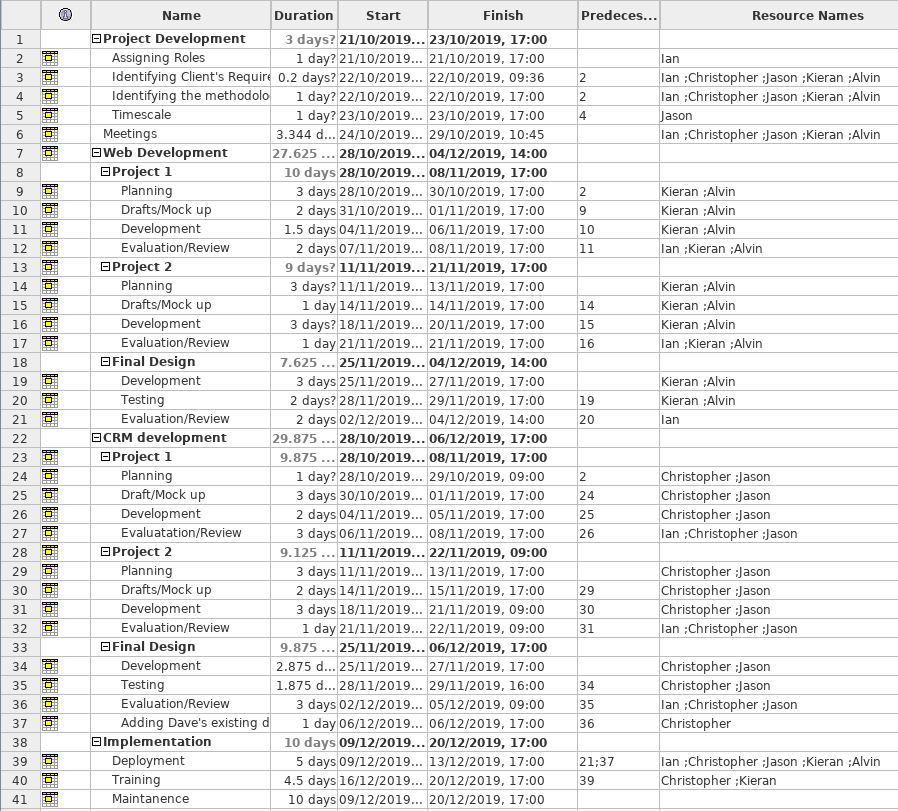 Name Duration Start Finish Predeces... Resource Names
1 Project Development 3 days? 21/10/2019... 23/10/2019, 17:00
2 Assigning Roles 1 day? 21/10/2019... 21/10/2019, 17:00 Ian
3 Identifying Client's Require 0.2 days? 22/10/2019... 22/10/2019, 09:36 2 Ian ;Christopher ;Jason ;Kieran ;Alvin
4 Identifying the methodolo 1 day? 22/10/2019... 22/10/2019, 17:00 2 Ian ;Christopher ;Jason ;Kieran ;Alvin
5 Timescale 1 day? 23/10/2019... 23/10/2019, 17:00 4 Jason
6 Meetings 3.344 d... 24/10/2019... 29/10/2019, 10:45 Ian ;Christopher ;Jason ;Kieran ;Alvin
7 Web Development 27.625 ... 28/10/2019... 04/12/2019, 14:00
8 Project 1 10 days 28/10/2019... 08/11/2019, 17:00
9 Planning 3 days 28/10/2019... 30/10/2019, 17:00 2 Kieran ;Alvin
10 Drafts/Mock up 2 days 31/10/2019... 01/11/2019, 17:00 9 Kieran ;Alvin
11 Development 1.5 days 04/11/2019... 06/11/2019, 17:00 10 Kieran ;Alvin
12 Evaluation/Review 2 days 07/11/2019... 08/11/2019, 17:00 11 Ian ;Kieran ;Alvin
13 Project 2 9 days? 11/11/2019... 21/11/2019, 17:00
14 Planning 3 days? 11/11/2019... 13/11/2019, 17:00 Kieran ;Alvin
15 Drafts/Mock up 1 day 14/11/2019... 14/11/2019, 17:00 14 Kieran ;Alvin
16 Development 3 days? 18/11/2019... 20/11/2019, 17:00 15 Kieran ;Alvin
17 Evaluation/Review 1 day 21/11/2019... 21/11/2019, 17:00 16 Ian ;Kieran ;Alvin
18 Final Design 7.625 ... 25/11/2019... 04/12/2019, 14:00
19 Development 3 days 25/11/2019... 27/11/2019, 17:00 Kieran ;Alvin
20 Testing 2 days? 28/11/2019... 29/11/2019, 17:00 19 Kieran ;Alvin
21 Evaluation/Review 2 days 02/12/2019... 04/12/2019, 14:00 20 Ian
22 CRM development 29.875 ... 28/10/2019... 06/12/2019, 17:00
23 Project 1 9.875 ... 28/10/2019... 08/11/2019, 17:00
24 Planning 1 day? 28/10/2019... 29/10/2019, 09:00 2 Christopher ;Jason
25 Draft/Mock up 3 days 30/10/2019... 01/11/2019, 17:00 24 Christopher ;Jason
26 Development 2 days 04/11/2019... 05/11/2019, 17:00 25 Christopher ;Jason
27 Evaluatation/Review 3 days 06/11/2019... 08/11/2019, 17:00 26 Ian ;Christopher ;Jason
28 Project 2 9.125 ... 11/11/2019... 22/11/2019, 09:00
29 Planning 3 days 11/11/2019... 13/11/2019, 17:00 Christopher ;Jason
30 Drafts/Mock up 2 days 14/11/2019... 15/11/2019, 17:00 29 Christopher ;Jason
31 Development 3 days 18/11/2019... 21/11/2019, 09:00 30 Christopher ;Jason
32 Evaluation/Review 1 day 21/11/2019... 22/11/2019, 09:00 31 Ian ;Christopher ;Jason
33 Final Design 9.875 ... 25/11/2019... 06/12/2019, 17:00
34 Development 2.875 d... 25/11/2019... 27/11/2019, 17:00 Christopher ;Jason
35 Testing 1.875 d... 28/11/2019... 29/11/2019, 16:00 34 Christopher ;Jason
36 Evaluation/Review 3 days 02/12/2019... 05/12/2019, 09:00 35 Ian ;Christopher ;Jason
37 Adding Dave's existing d 1 day 06/12/2019... 06/12/2019, 17:00 36 Christopher
38 Implementation 10 days 09/12/2019... 20/12/2019, 17:00
39 Deployment 5 days 09/12/2019... 13/12/2019, 17:00 21;37 Ian ;Christopher ;Jason ;Kieran ;Alvin
40 Training 4.5 days 16/12/2019... 20/12/2019, 17:00 39 Christopher ;Kieran
41 Maintanence 10 days 09/12/2019... 20/12/2019, 17:00